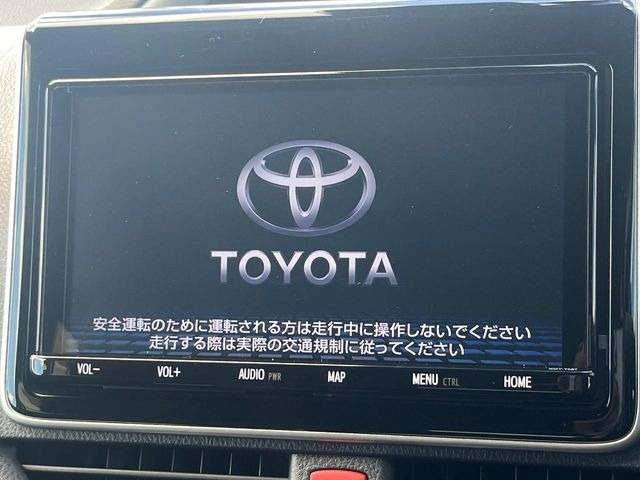 TOYOTA
安全運転のために運転される方は走行中に操作しないでください
走行する際は実際の交通規制に従ってください
VOL− VOL+ AUDIO PWR MAP MENU CTRL HOME